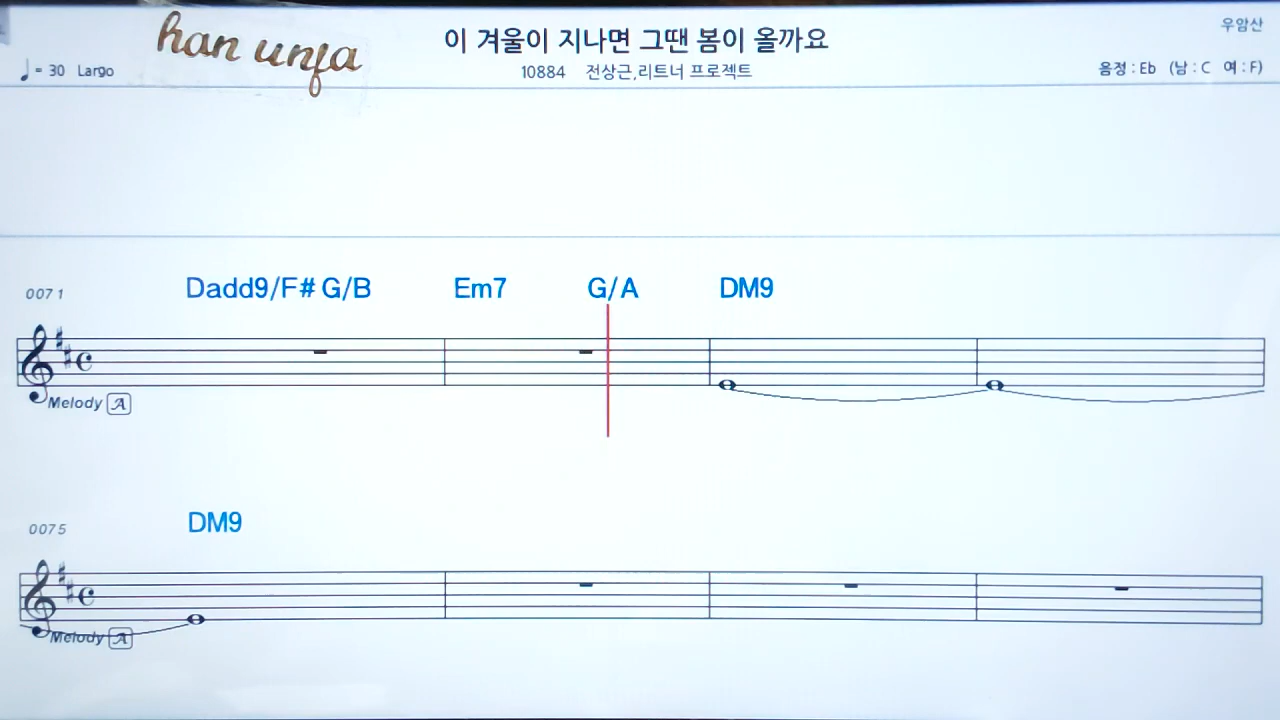 han unfa
이 겨울이 지나면 그땐 봄이 올까요
우암산
♩= 30 Largo
10884 전상근,리트너 프로젝트
음정 : Eb (남 : C 여 : F)
0071 Dadd9/F# G/B Em7 G/A DM9
Melody A
0075 DM9
Melody A